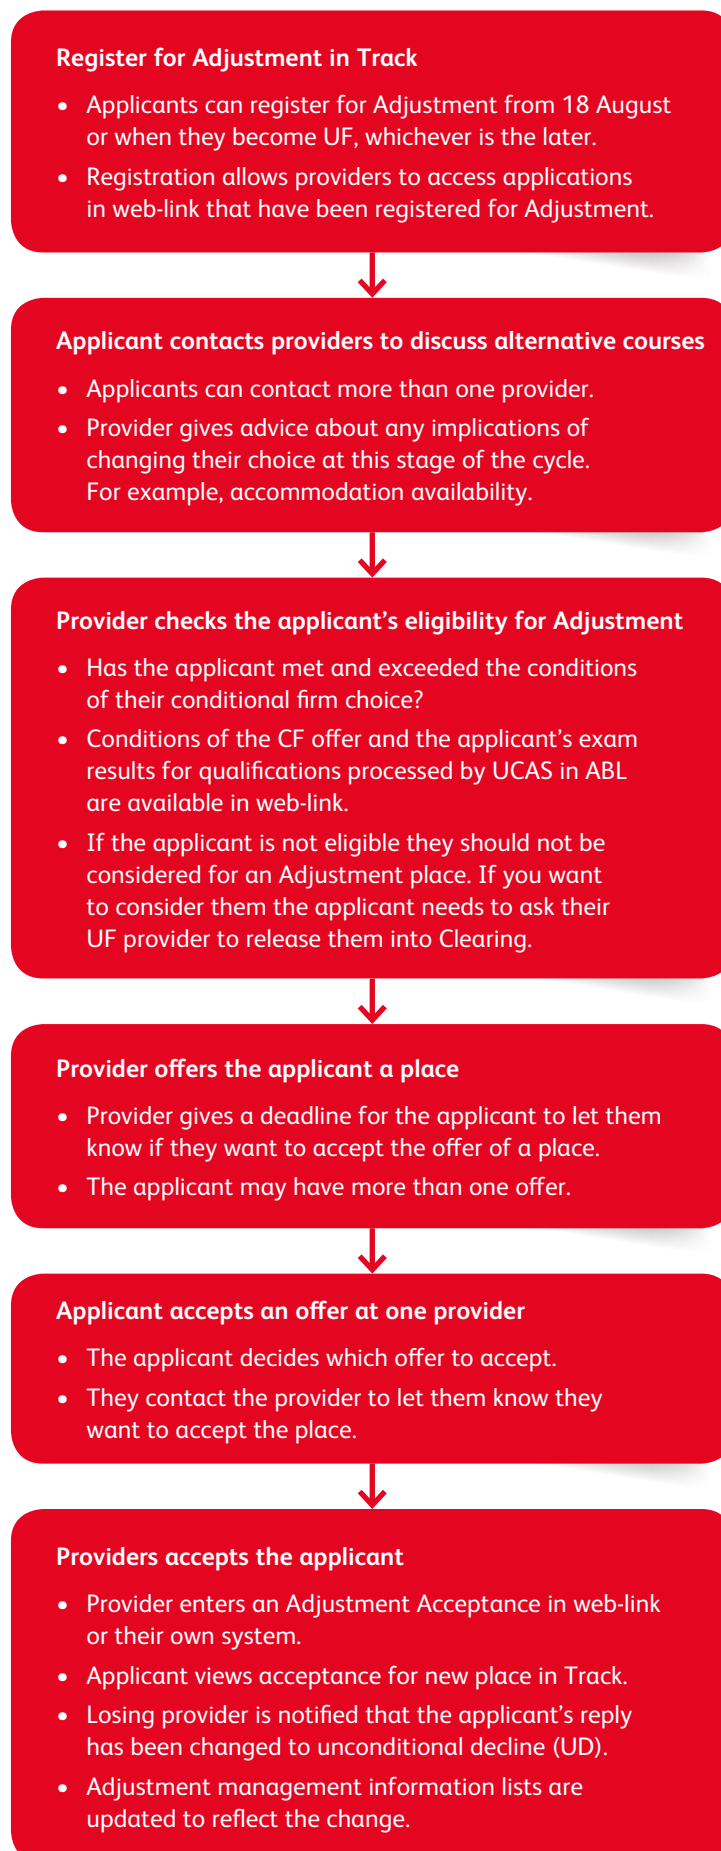 Register for Adjustment in Track
• Applicants can register for Adjustment from 18 August
or when they become UF, whichever is the later.
• Registration allows providers to access applications
in web-link that have been registered for Adjustment.
Applicant contacts providers to discuss alternative courses
• Applicants can contact more than one provider.
• Provider gives advice about any implications of
changing their choice at this stage of the cycle.
For example, accommodation availability.
Provider checks the applicant’s eligibility for Adjustment
• Has the applicant met and exceeded the conditions
of their conditional firm choice?
• Conditions of the CF offer and the applicant’s exam
results for qualifications processed by UCAS in ABL
are available in web-link.
• If the applicant is not eligible they should not be
considered for an Adjustment place. If you want
to consider them the applicant needs to ask their
UF provider to release them into Clearing.
Provider offers the applicant a place
• Provider gives a deadline for the applicant to let them
know if they want to accept the offer of a place.
• The applicant may have more than one offer.
Applicant accepts an offer at one provider
• The applicant decides which offer to accept.
• They contact the provider to let them know they
want to accept the place.
Providers accepts the applicant
• Provider enters an Adjustment Acceptance in web-link
or their own system.
• Applicant views acceptance for new place in Track.
• Losing provider is notified that the applicant’s reply
has been changed to unconditional decline (UD).
• Adjustment management information lists are
updated to reflect the change.